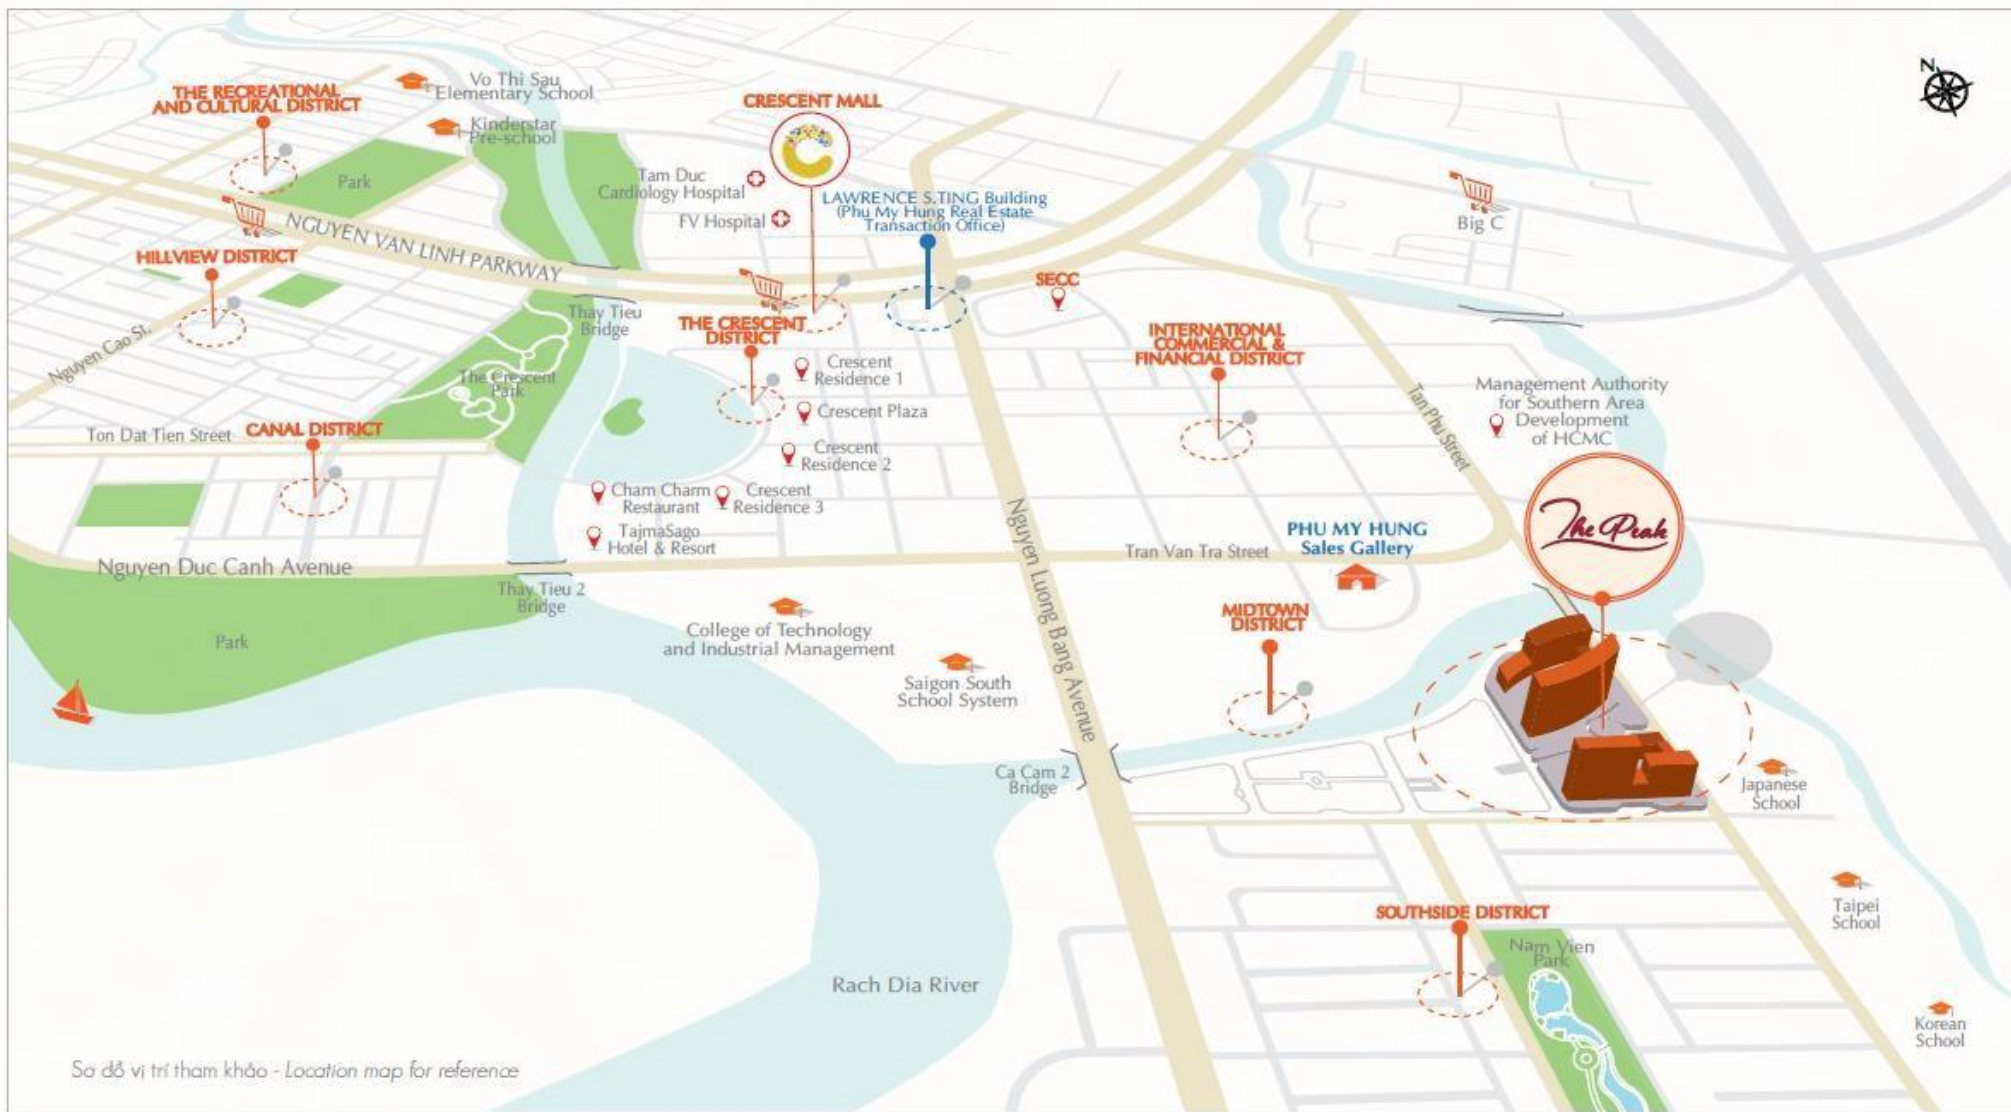 N
THE RECREATIONAL
AND CULTURAL DISTRICT
Vo Thi Sau
Elementary School
Kinderstar
Pre-school
Park
CRESCENT MALL
Tam Duc
Cardiology Hospital
FV Hospital
LAWRENCE S.TING Building
(Phu My Hung Real Estate
Transaction Office)
Big C
NGUYEN VAN LINH PARKWAY
HILLVIEW DISTRICT
SECC
Thay Tieu
Bridge
THE CRESCENT
DISTRICT
INTERNATIONAL
COMMERCIAL &
FINANCIAL DISTRICT
Nguyen Cao St.
The Crescent
Park
Crescent
Residence 1
Crescent Plaza
Crescent
Residence 2
Tan Phu Street
Management Authority
for Southern Area
Development
of HCMC
Ton Dat Tien Street
CANAL DISTRICT
Cham Charm
Restaurant
Crescent
Residence 3
TajmaSago
Hotel & Resort
The Peak
Nguyen Duc Canh Avenue
Thay Tieu 2
Bridge
Nguyen Luong Bang Avenue
Tran Van Tra Street
PHU MY HUNG
Sales Gallery
Park
College of Technology
and Industrial Management
MIDTOWN
DISTRICT
Saigon South
School System
Ca Cam 2
Bridge
Japanese
School
Taipei
School
SOUTHSIDE DISTRICT
Nam Vien
Park
Rach Dia River
Korean
School
Sơ đồ vị trí tham khảo - Location map for reference